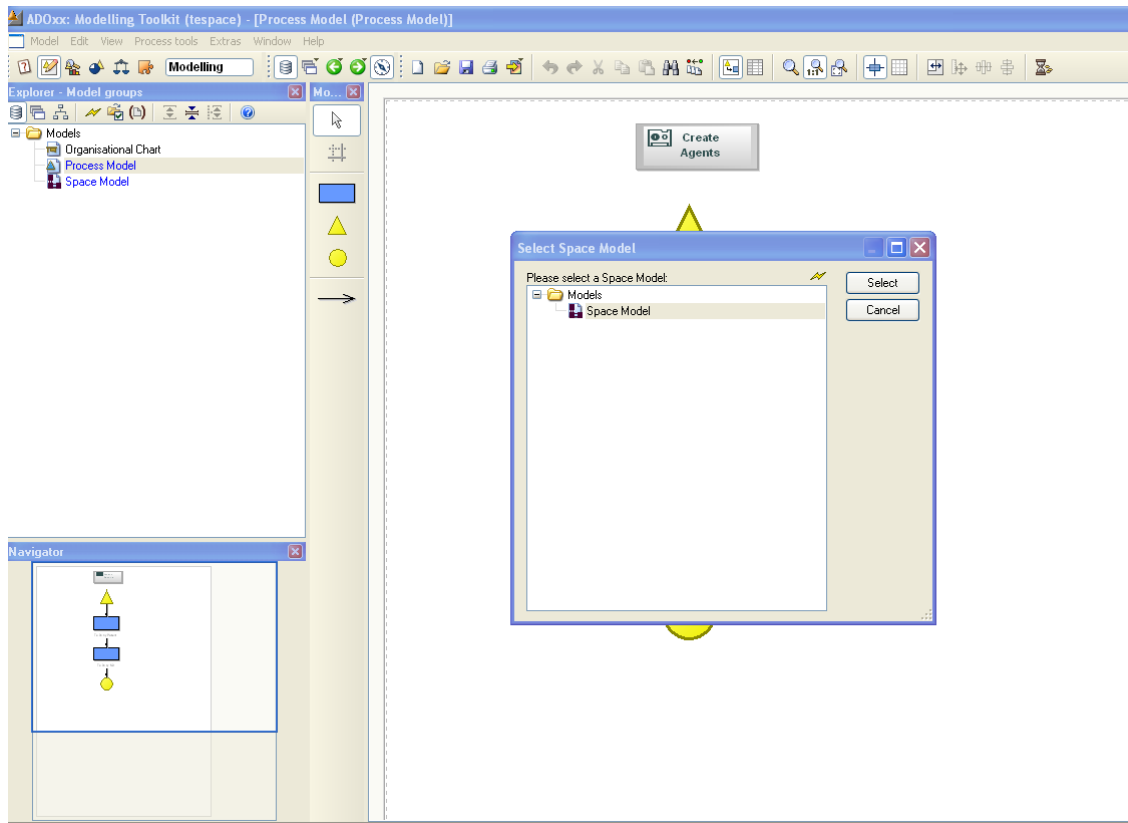 ADOxx: Modelling Toolkit (tespace) - [Process Model (Process Model)]
Model Edit View Process tools Extras Window Help
Modelling
Explorer - Model groups
Mo...
Models
Organisational Chart
Process Model
Space Model
Create
Agents
Select Space Model
Please select a Space Model:
Models
Space Model
Select
Cancel
Navigator